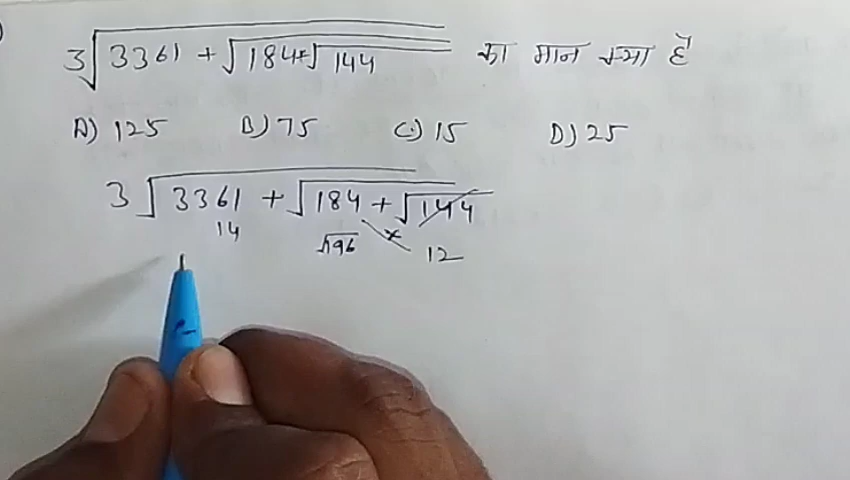 3√3361 + √184+√144 का मान क्या है
A) 125 B) 75 C) 15 D) 25
3√3361 + √184 + √144
14 √196 × 12